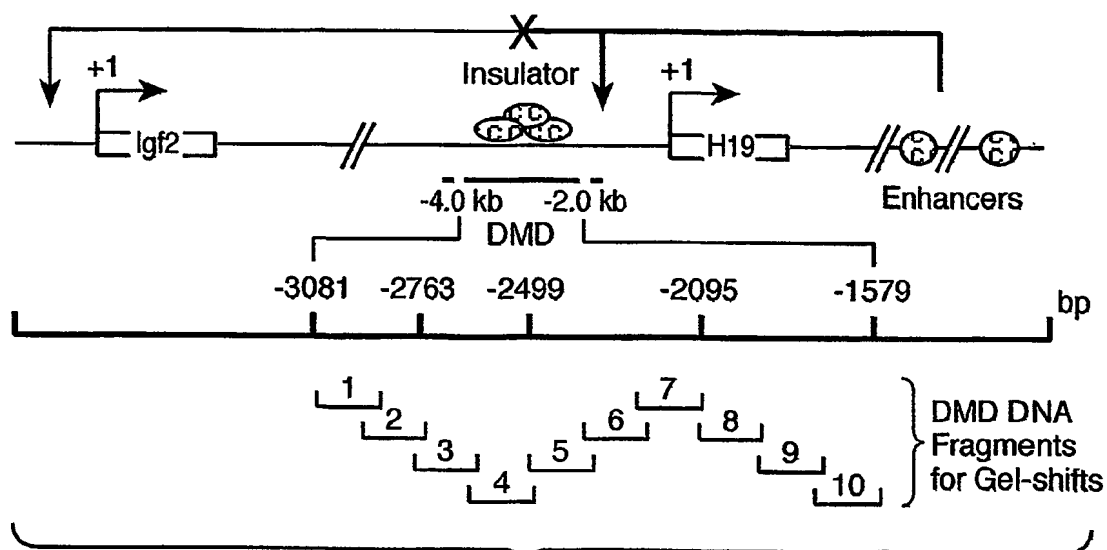 +1
Insulator
+1
Igf2
H19
Enhancers
-4.0 kb -2.0 kb
DMD
-3081 -2763 -2499 -2095 -1579 bp
1
2
3
4
5
6
7
8
9
10
DMD DNA
Fragments
for Gel-shifts